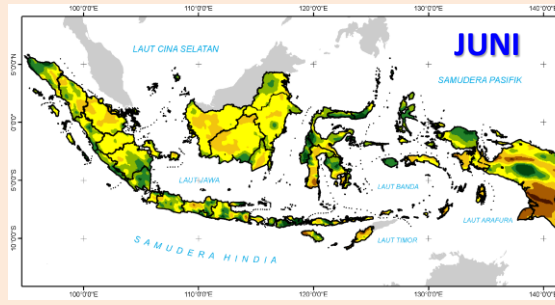 100°0'0"E 110°0'0"E 120°0'0"E 130°0'0"E 140°0'0"E
JUNI
LAUT CINA SELATAN
SAMUDERA PASIFIK
5°0'0"N
0°0'0"
LAUT JAWA
LAUT BANDA
5°0'0"S
LAUT ARAFURA
LAUT TIMOR
10°0'0"S
SAMUDERA HINDIA
100°0'0"E 110°0'0"E 120°0'0"E 130°0'0"E 140°0'0"E